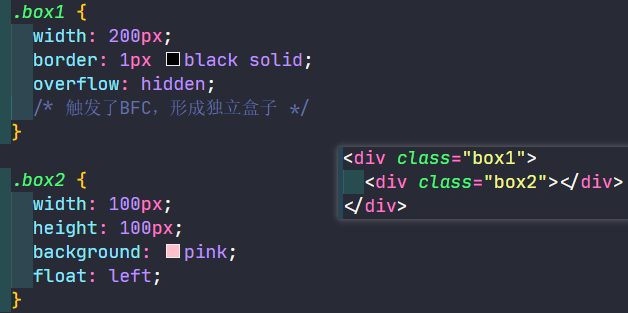 .box1 {
  width: 200px;
  border: 1px black solid;
  overflow: hidden;
  /* 触发了BFC，形成独立盒子 */
}
.box2 {
  width: 100px;
  height: 100px;
  background: pink;
  float: left;
}
<div class="box1">
  <div class="box2"></div>
</div>